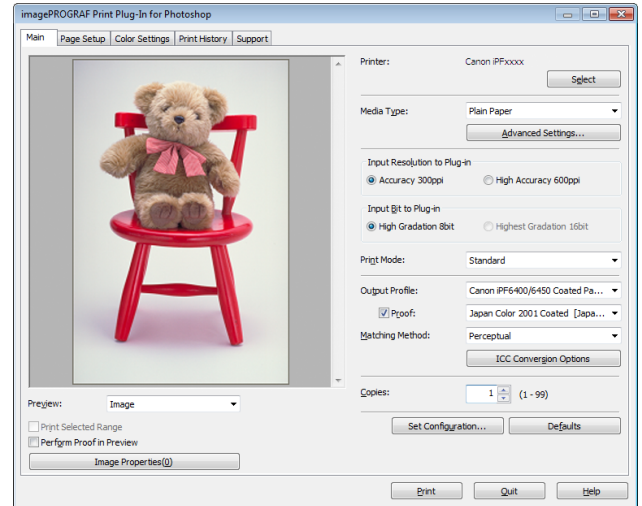 imagePROGRAF Print Plug-In for Photoshop
Main Page Setup Color Settings Print History Support
Printer: Canon iPFxxxx
Select
Media Type: Plain Paper
Advanced Settings...
Input Resolution to Plug-in
Accuracy 300ppi High Accuracy 600ppi
Input Bit to Plug-in
High Gradation 8bit Highest Gradation 16bit
Print Mode: Standard
Output Profile: Canon iPF6400/6450 Coated Pa...
Proof: Japan Color 2001 Coated [Japa...
Matching Method: Perceptual
ICC Conversion Options
Copies: 1 (1 - 99)
Preview: Image
Set Configuration... Defaults
Print Selected Range
Perform Proof in Preview
Image Properties(0)
Print Quit Help